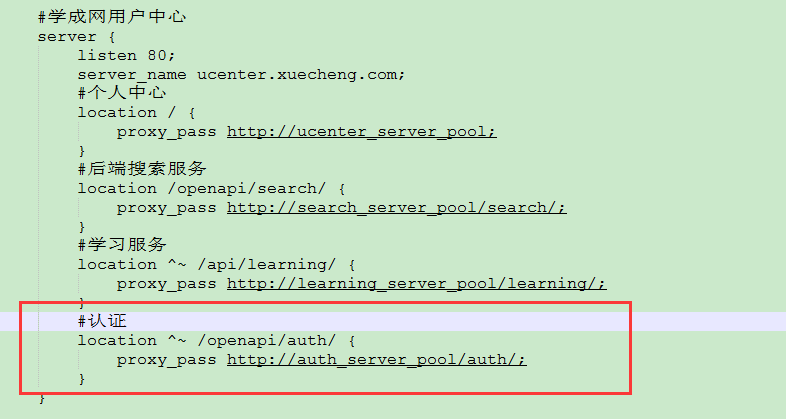 #学成网用户中心
server {
listen 80;
server_name ucenter.xuecheng.com;
#个人中心
location / {
proxy_pass http://ucenter_server_pool;
}
#后端搜索服务
location /openapi/search/ {
proxy_pass http://search_server_pool/search/;
}
#学习服务
location ^~ /api/learning/ {
proxy_pass http://learning_server_pool/learning/;
}
#认证
location ^~ /openapi/auth/ {
proxy_pass http://auth_server_pool/auth/;
}
}